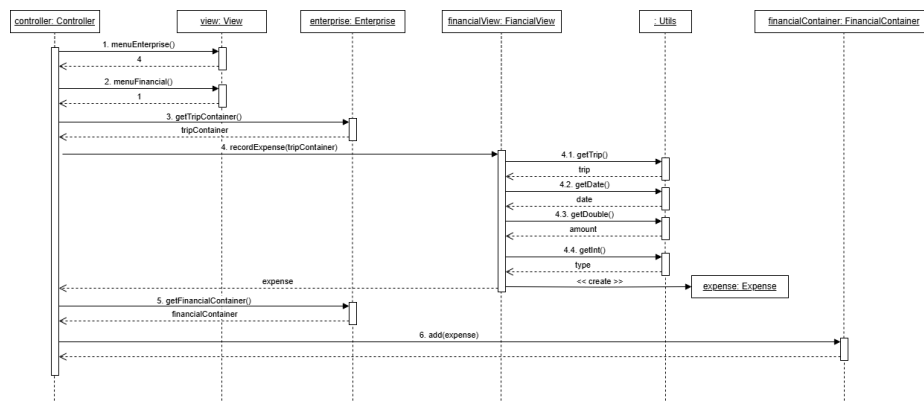 controller: Controller
view: View
enterprise: Enterprise
financialView: FiancialView
: Utils
financialContainer: FinancialContainer
1. menuEnterprise()
4
2. menuFinancial()
1
3. getTripContainer()
tripContainer
4. recordExpense(tripContainer)
4.1. getTrip()
trip
4.2. getDate()
date
4.3. getDouble()
amount
4.4. getInt()
type
expense
<< create >>
expense: Expense
5. getFinancialContainer()
financialContainer
6. add(expense)